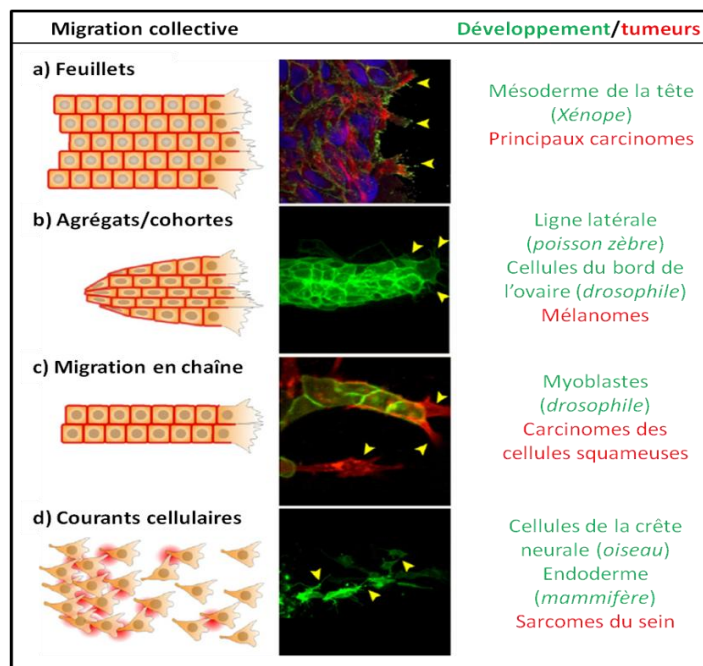 Migration collective
Développement/tumeurs
a) Feuillets
Mésoderme de la tête
(Xénope)
Principaux carcinomes
b) Agrégats/cohortes
Ligne latérale
(poisson zèbre)
Cellules du bord de
l'ovaire (drosophile)
Mélanomes
c) Migration en chaîne
Myoblastes
(drosophile)
Carcinomes des
cellules squameuses
d) Courants cellulaires
Cellules de la crête
neurale (oiseau)
Endoderme
(mammifère)
Sarcomes du sein